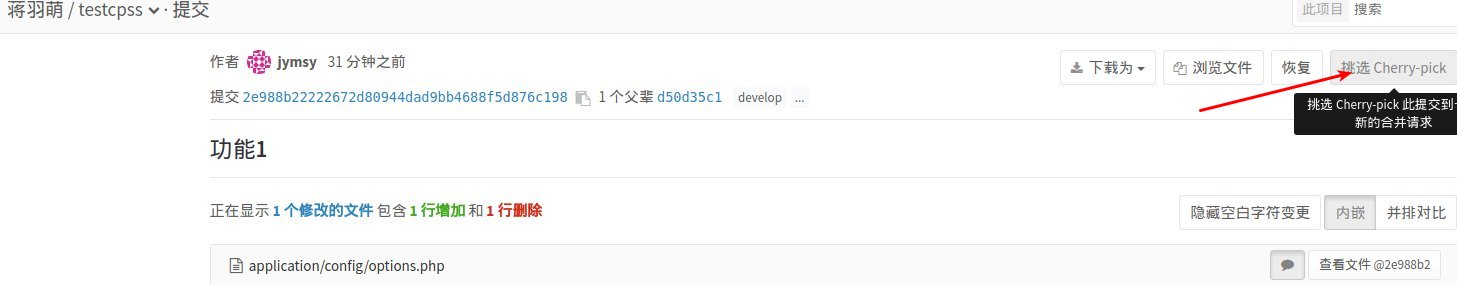 蒋羽萌 / testcpss · 提交
此项目 搜索
作者 jymsy 31 分钟之前
下载为 浏览文件 恢复 挑选 Cherry-pick
提交 2e988b22222672d80944dad9bb4688f5d876c198 1 个父辈 d50d35c1 develop ...
挑选 Cherry-pick 此提交到
新的合并请求
功能1
正在显示 1 个修改的文件 包含 1 行增加 和 1 行删除
隐藏空白字符变更 内嵌 并排对比
application/config/options.php
查看文件 @2e988b2